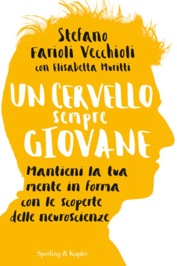 Stefano
Farioli Vecchioli
con Elisabetta Muritti
UN CERVELLO
sempre
GIOVANE
Mantieni la tua
mente in forma
con le scoperte
delle neuroscienze
Sperling & Kupfer